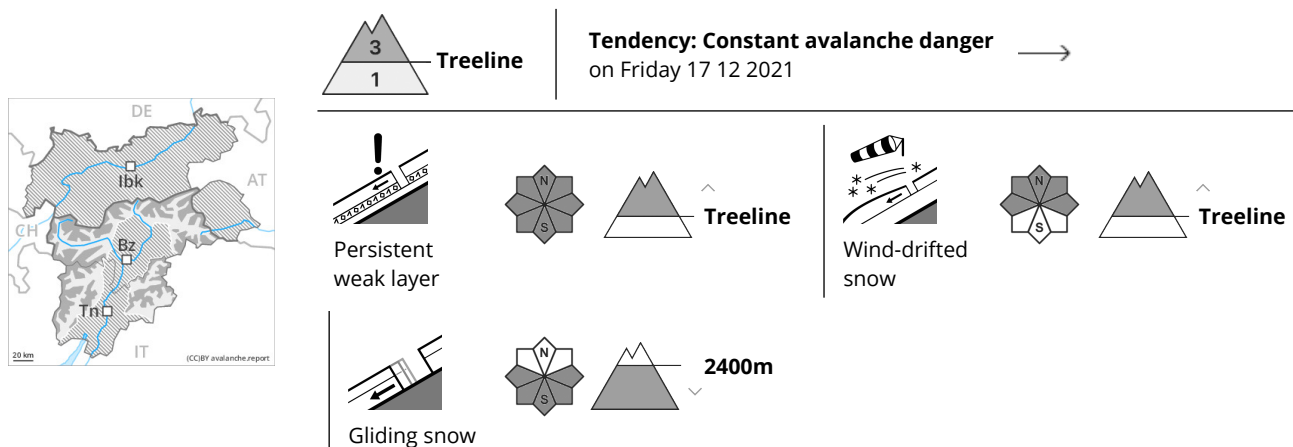 3
1
Treeline
Tendency: Constant avalanche danger
on Friday 17 12 2021
DE
Ibk
AT
CH
Bz
Tn
IT
20 km
(CC)BY avalanche.report
N
S
Treeline
Persistent
weak layer
N
S
Treeline
Wind-drifted
snow
N
S
2400m
Gliding snow